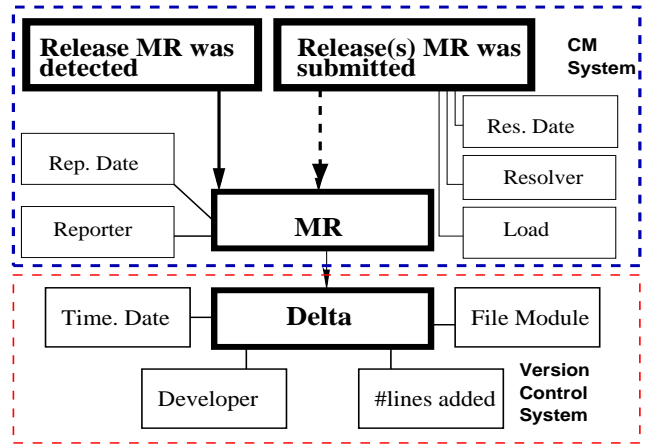 Release MR was
detected
Release(s) MR was
submitted
CM
System
Res. Date
Rep. Date
Resolver
Reporter
MR
Load
Time. Date
Delta
File Module
Developer
#lines added
Version
Control
System